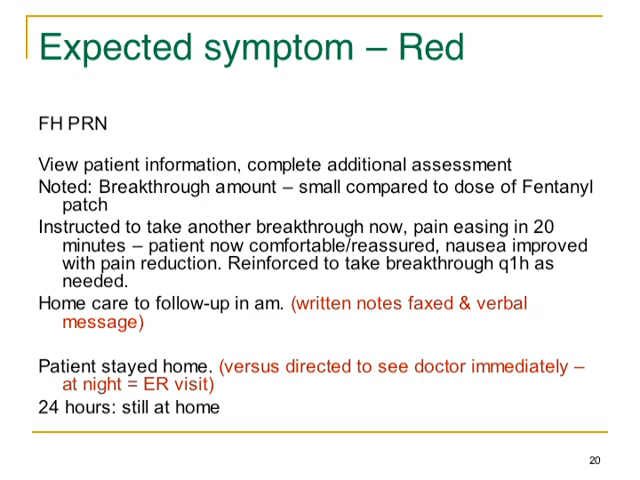 Expected symptom – Red
FH PRN
View patient information, complete additional assessment
Noted: Breakthrough amount – small compared to dose of Fentanyl
patch
Instructed to take another breakthrough now, pain easing in 20
minutes – patient now comfortable/reassured, nausea improved
with pain reduction. Reinforced to take breakthrough q1h as
needed.
Home care to follow-up in am. (written notes faxed & verbal
message)
Patient stayed home. (versus directed to see doctor immediately –
at night = ER visit)
24 hours: still at home
20